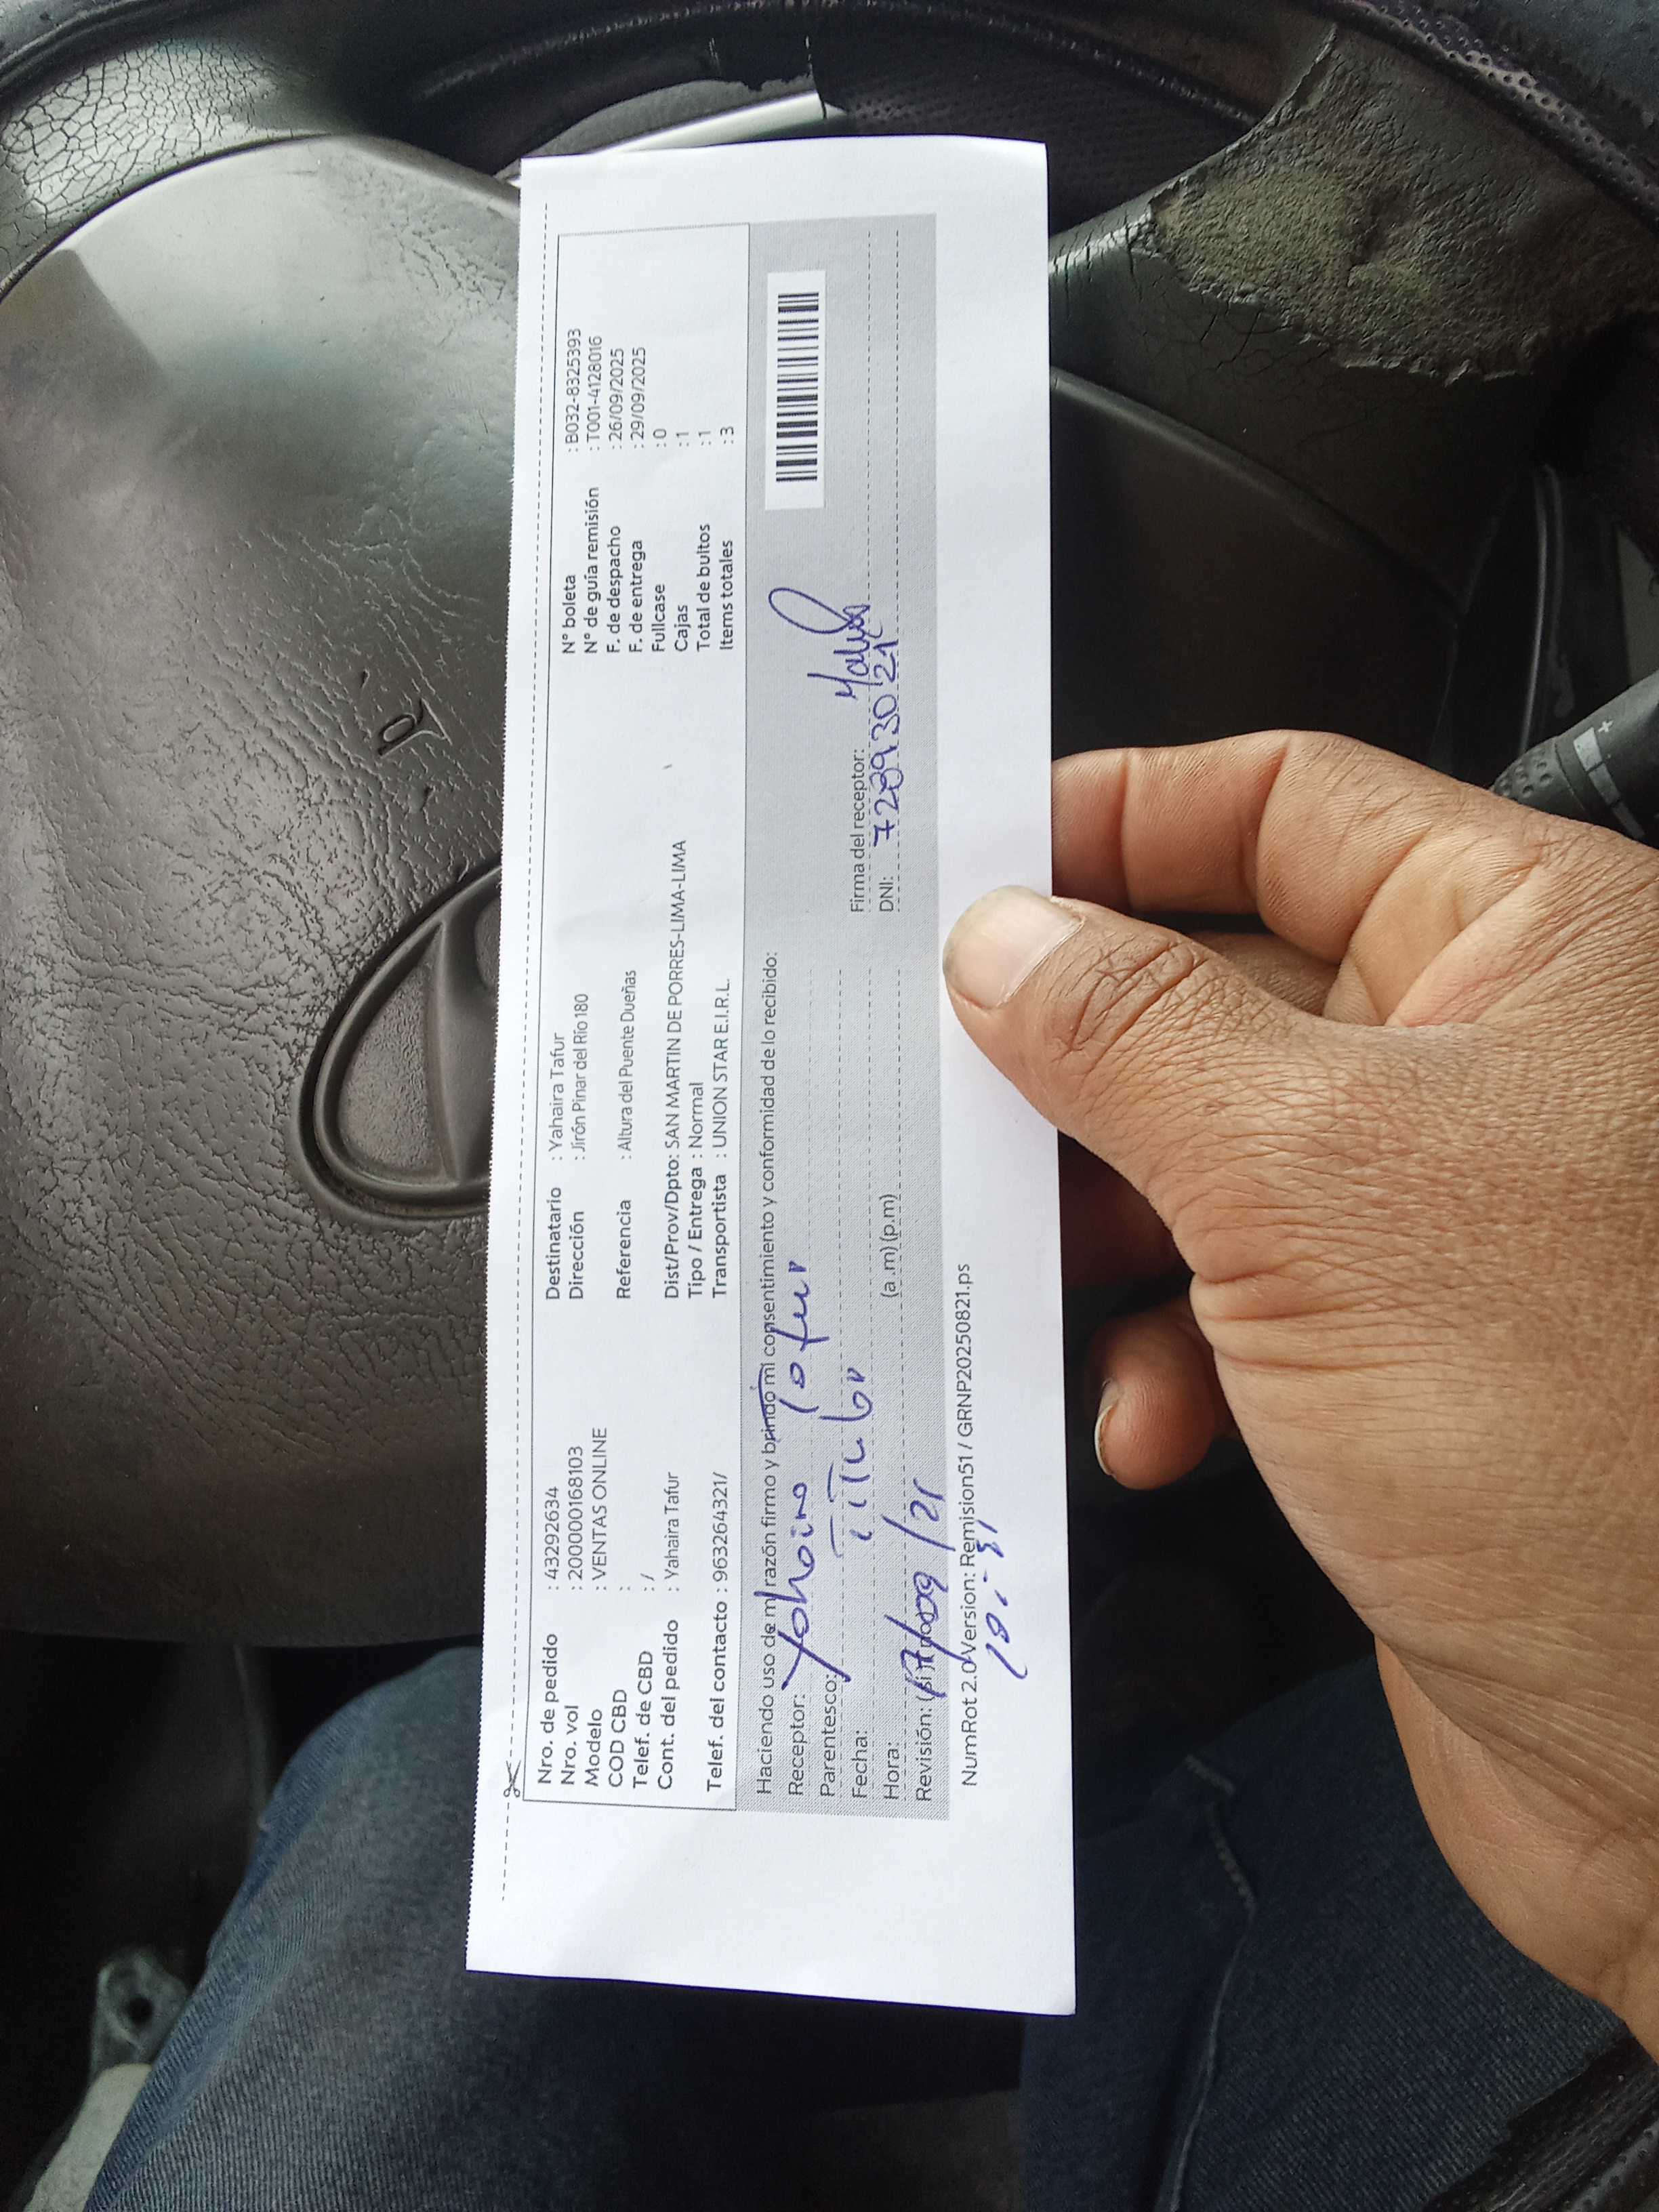 Nro. de pedido : 43292634
Nro. vol : 200000168103
Modelo : VENTAS ONLINE
COD CBD :
Telef. de CBD : /
Cont. del pedido : Yahaira Tafur
Telef. del contacto : 963264321/
Destinatario : Yahaira Tafur
Dirección : Jirón Pinar del Río 180
Referencia : Altura del Puente Dueñas
Dist/Prov/Dpto: SAN MARTIN DE PORRES-LIMA-LIMA
Tipo / Entrega : Normal
Transportista : UNION STAR E.I.R.L.
N° boleta : B032-8325393
N° de guía remisión : T001-4128016
F. de despacho : 26/09/2025
F. de entrega : 29/09/2025
Fullcase : 0
Cajas : 1
Total de bultos : 1
Items totales : 3
Haciendo uso de mi razón firmo y brindo mi consentimiento y conformidad de lo recibido:
Receptor: Yohoira Tofur
Parentesco: Titular
Fecha:
Hora: (a.m) (p.m)
Firma del receptor:
DNI: 72893021
Revisión: (si)
NumRot 2.0 Version: Remision51 / GRNP20250821.ps